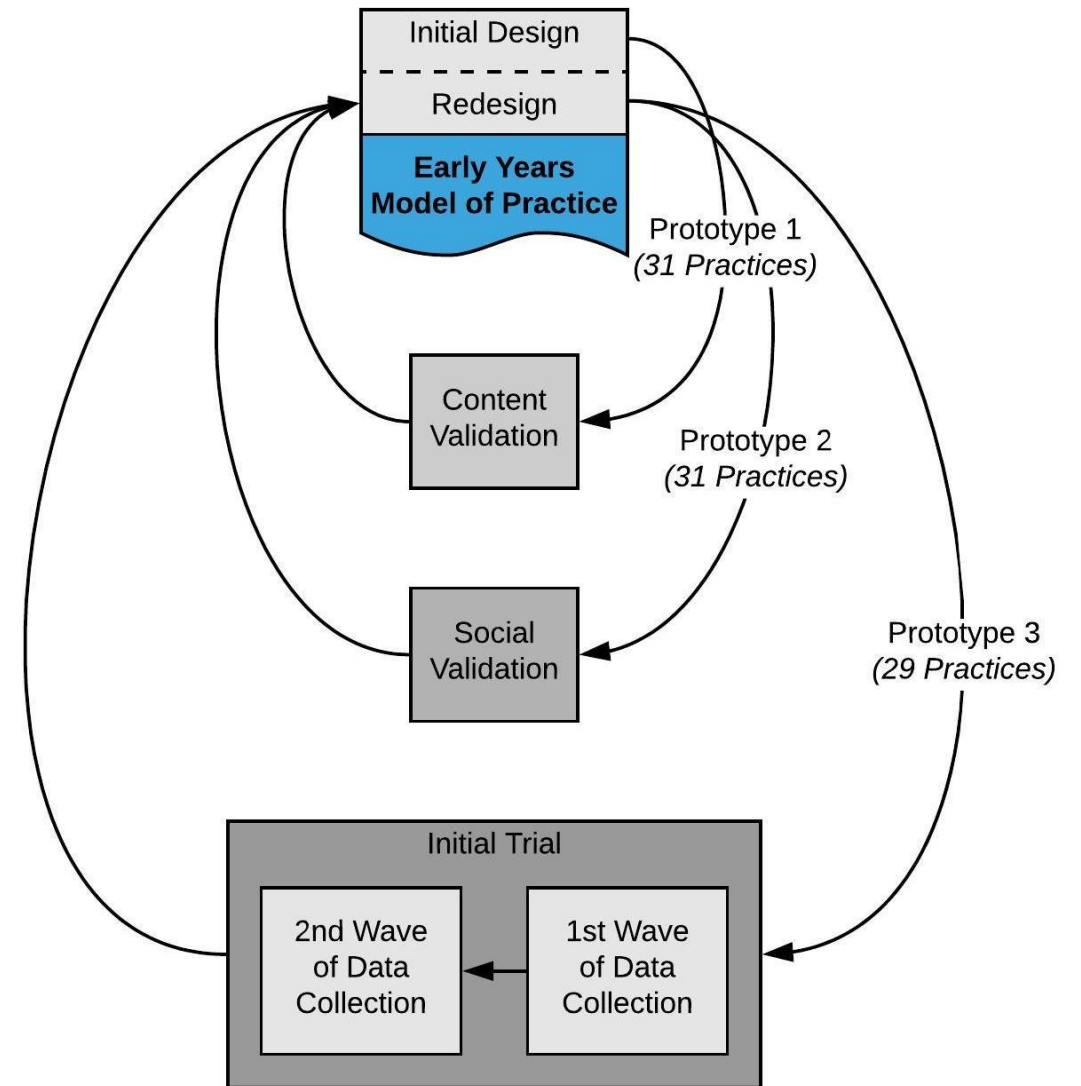 Initial Design
Redesign
Early Years
Model of Practice
Prototype 1
(31 Practices)
Content
Validation
Prototype 2
(31 Practices)
Social
Validation
Prototype 3
(29 Practices)
Initial Trial
2nd Wave
of Data
Collection
1st Wave
of Data
Collection